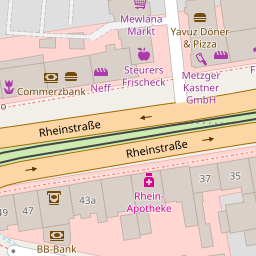 Mewlana
Markt
Yavuz Döner
& Pizza
Steurers
Frischeck
Metzger
Kastner
GmbH
F
Commerzbank
Neff
Rheinstraße
Rheinstraße
Rhein-
Apotheke
37
35
43a
47
49
BB-Bank